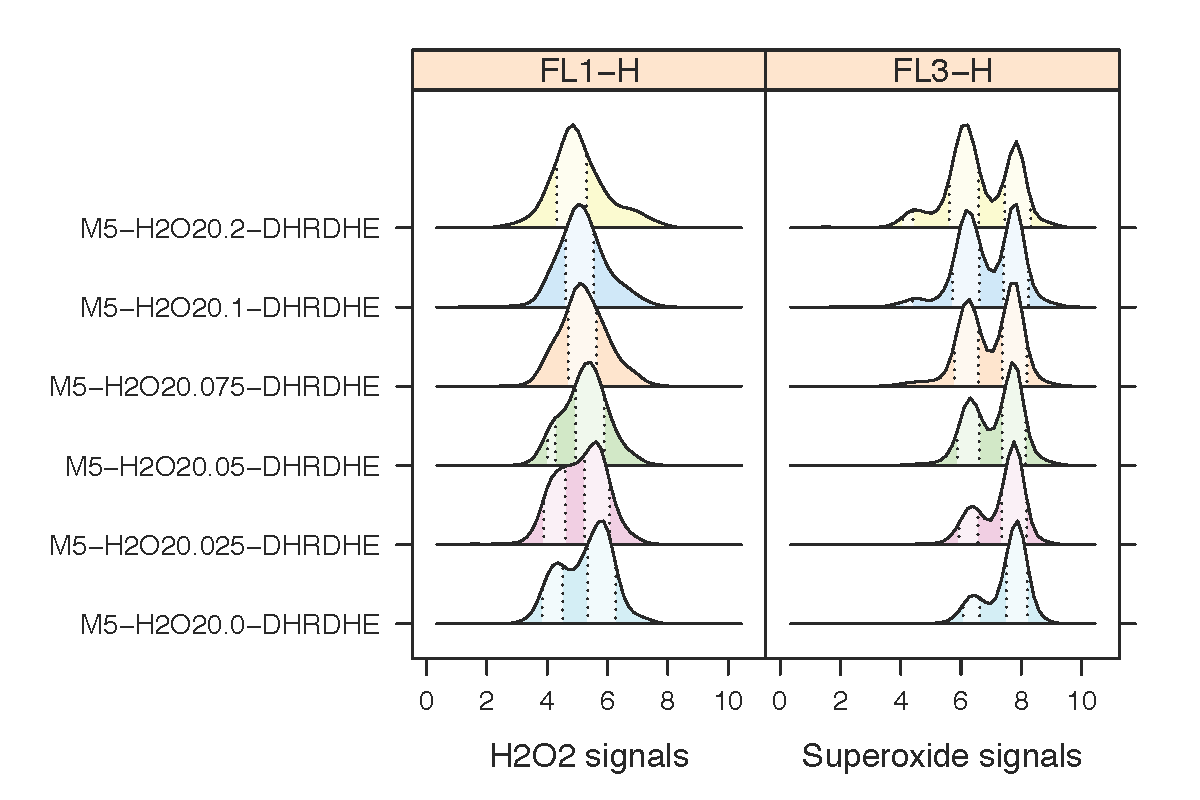 FL1−H
FL3−H
M5−H2O20.2−DHRDHE
M5−H2O20.1−DHRDHE
M5−H2O20.075−DHRDHE
M5−H2O20.05−DHRDHE
M5−H2O20.025−DHRDHE
M5−H2O20.0−DHRDHE
0 2 4 6 8 10
0 2 4 6 8 10
H2O2 signals
Superoxide signals